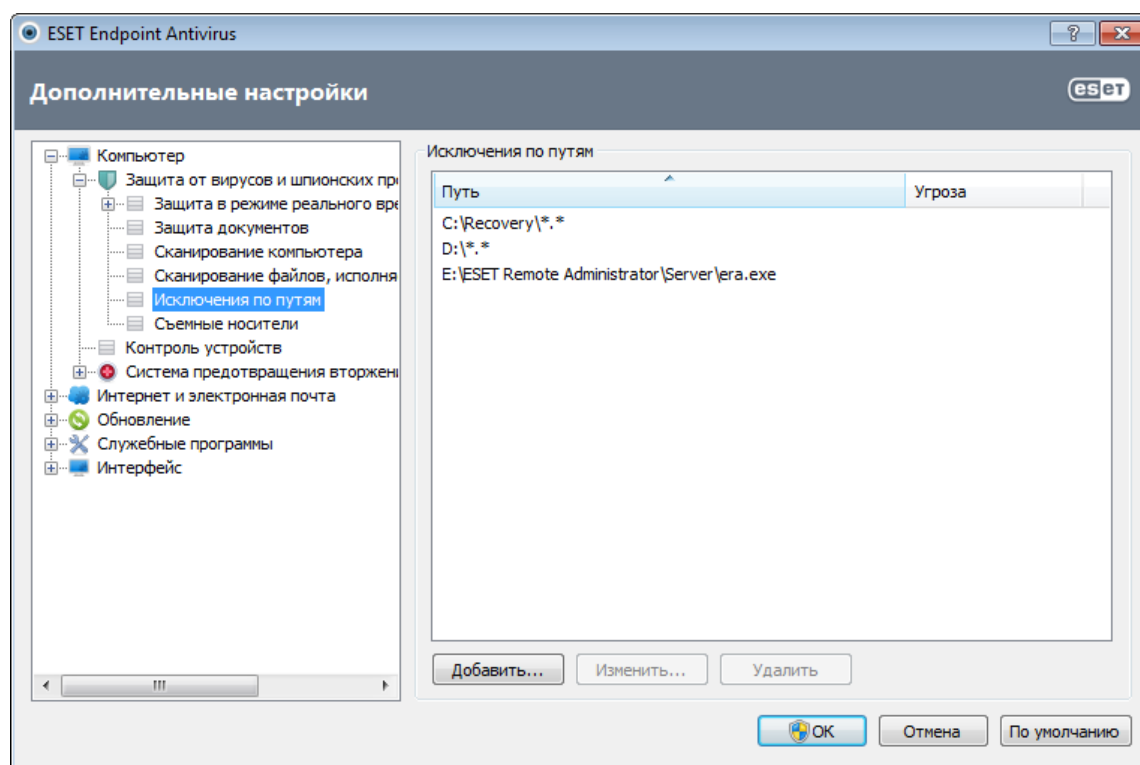 ESET Endpoint Antivirus
Дополнительные настройки
eset
Компьютер
Защита от вирусов и шпионских пр
Защита в режиме реального вре
Защита документов
Сканирование компьютера
Сканирование файлов, исполня
Исключения по путям
Съемные носители
Контроль устройств
Система предотвращения вторжен
Интернет и электронная почта
Обновление
Служебные программы
Интерфейс
Исключения по путям
Путь Угроза
C:\Recovery\*.*
D:\*.*
E:\ESET Remote Administrator\Server\era.exe
Добавить... Изменить... Удалить
OK Отмена По умолчанию